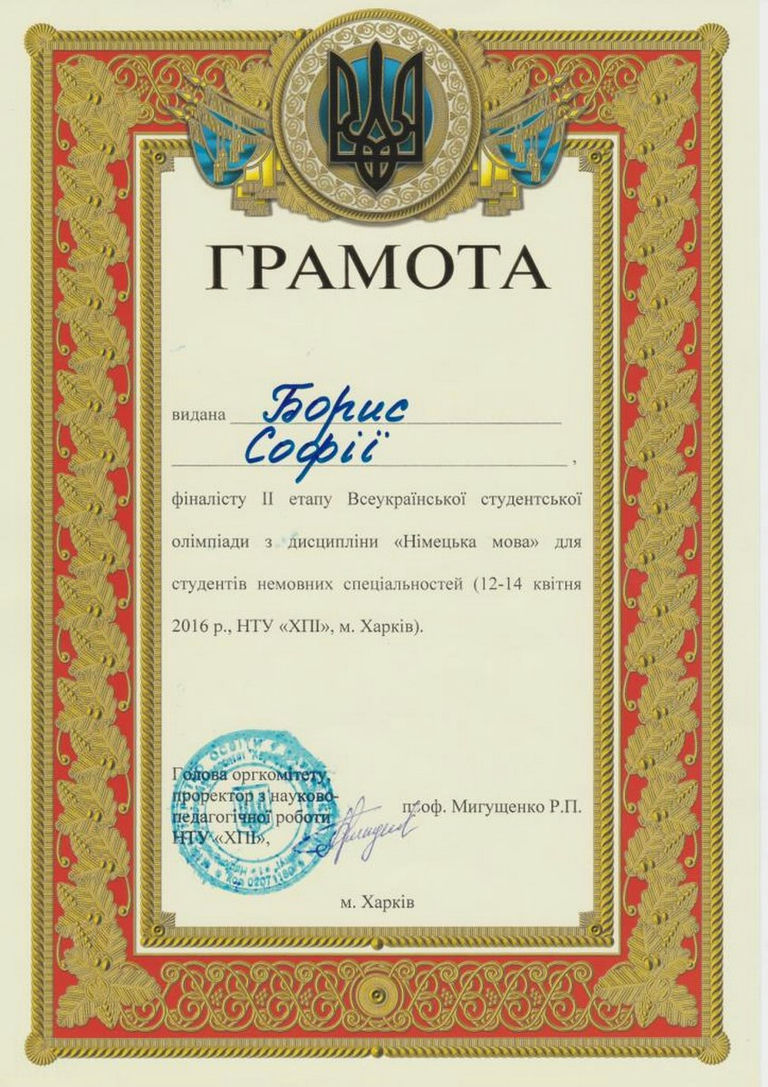 ГРАМОТА
видана Борис
Софії ,
фіналісту II етапу Всеукраїнської студентської
олімпіади з дисципліни «Німецька мова» для
студентів немовних спеціальностей (12-14 квітня
2016 р., НТУ «ХПІ», м. Харків).
Голова оргкомітету,
проректор з науково-
педагогічної роботи
НТУ «ХПІ»,
проф. Мигущенко Р.П.
м. Харків